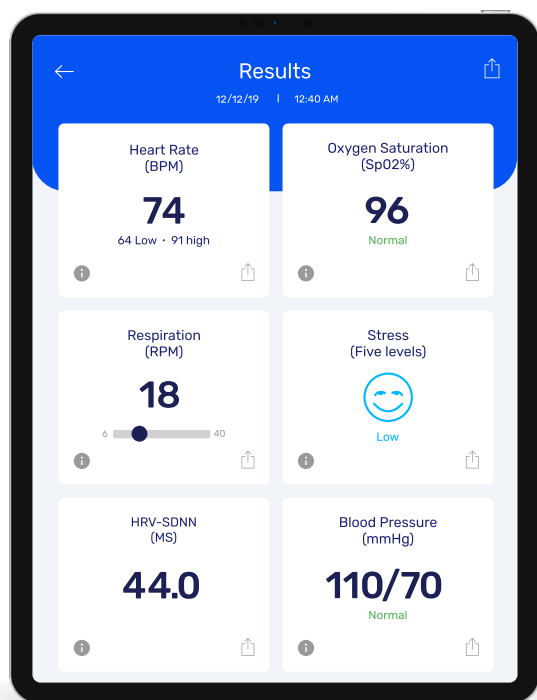 Results
12/12/19 | 12:40 AM
Heart Rate
(BPM)
74
64 Low · 91 high
Oxygen Saturation
(Sp02%)
96
Normal
Respiration
(RPM)
18
6 40
Stress
(Five levels)
Low
HRV-SDNN
(MS)
44.0
Blood Pressure
(mmHg)
110/70
Normal